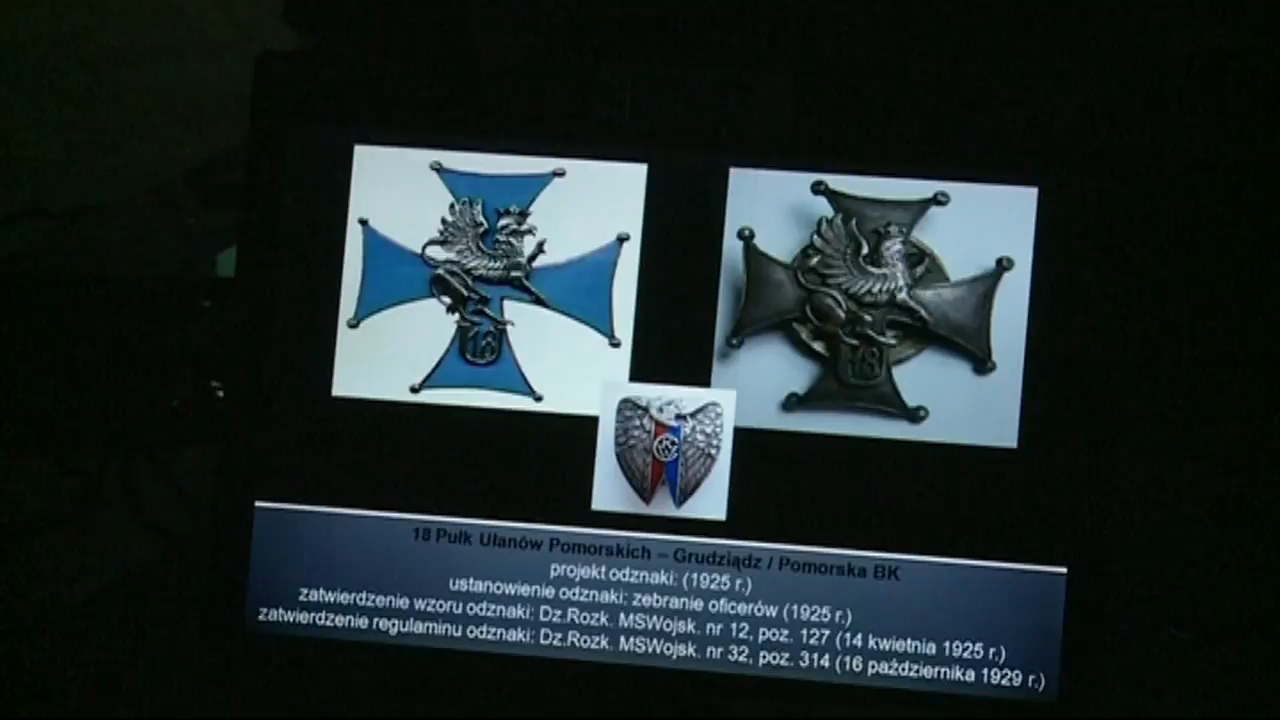 18
18
18 Pułk Ułanów Pomorskich – Grudziądz / Pomorska BK
projekt odznaki: (1925 r.)
ustanowienie odznaki: zebranie oficerów (1925 r.)
zatwierdzenie wzoru odznaki: Dz.Rozk. MSWojsk. nr 12, poz. 127 (14 kwietnia 1925 r.)
zatwierdzenie regulaminu odznaki: Dz.Rozk. MSWojsk. nr 32, poz. 314 (16 października 1929 r.)